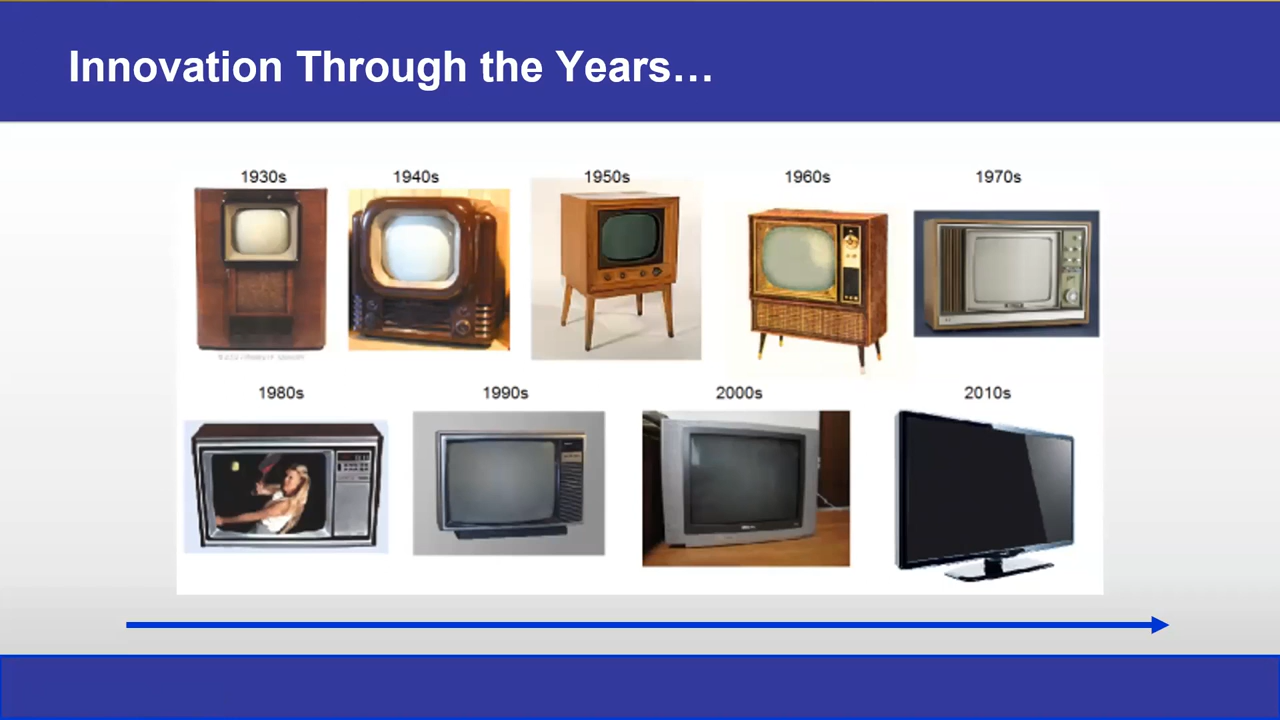 Innovation Through the Years…
1930s
1940s
1950s
1960s
1970s
1980s
1990s
2000s
2010s